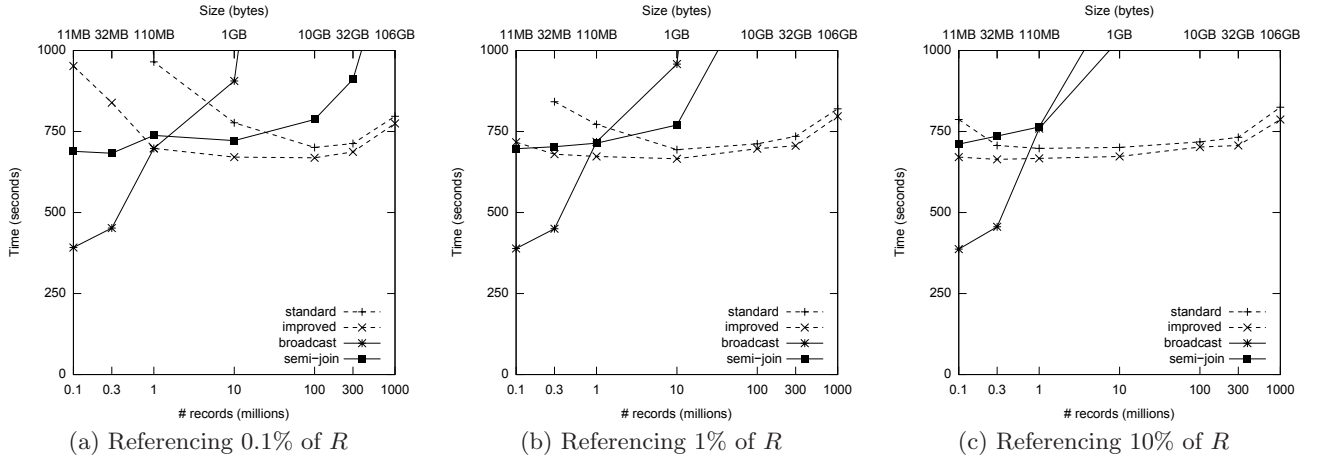 Size (bytes)
11MB 32MB 110MB 1GB 10GB 32GB 106GB
1000
750
500
250
0
Time (seconds)
standard
improved
broadcast
semi−join
0.1 0.3 1 10 100 300 1000
# records (millions)
(a) Referencing 0.1% of R
Size (bytes)
11MB 32MB 110MB 1GB 10GB 32GB 106GB
1000
750
500
250
0
Time (seconds)
standard
improved
broadcast
semi−join
0.1 0.3 1 10 100 300 1000
# records (millions)
(b) Referencing 1% of R
Size (bytes)
11MB 32MB 110MB 1GB 10GB 32GB 106GB
1000
750
500
250
0
Time (seconds)
standard
improved
broadcast
semi−join
0.1 0.3 1 10 100 300 1000
# records (millions)
(c) Referencing 10% of R